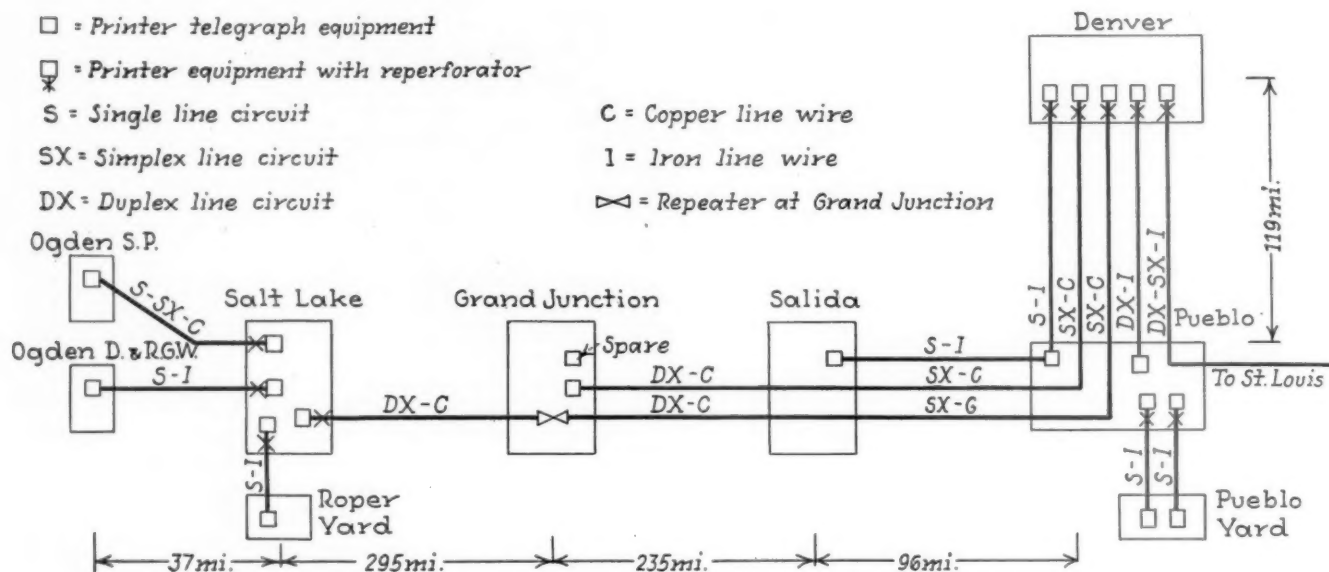 = Printer telegraph equipment
= Printer equipment with reperforator
S = Single line circuit
SX = Simplex line circuit
DX = Duplex line circuit
C = Copper line wire
I = Iron line wire
= Repeater at Grand Junction
Denver
119mi.
S-I
SX-C
SX-C
DX-I
DX-SX-I
Ogden S.P.
S-SX-C
Salt Lake
Grand Junction
Salida
Pueblo
Ogden D.&R.G.W.
S-I
Spare
S-I
DX-C
SX-C
To St. Louis
DX-C
DX-C
SX-G
S-I
S-I
S-I
Roper
Yard
Pueblo
Yard
37mi.
295mi.
235mi.
96mi.